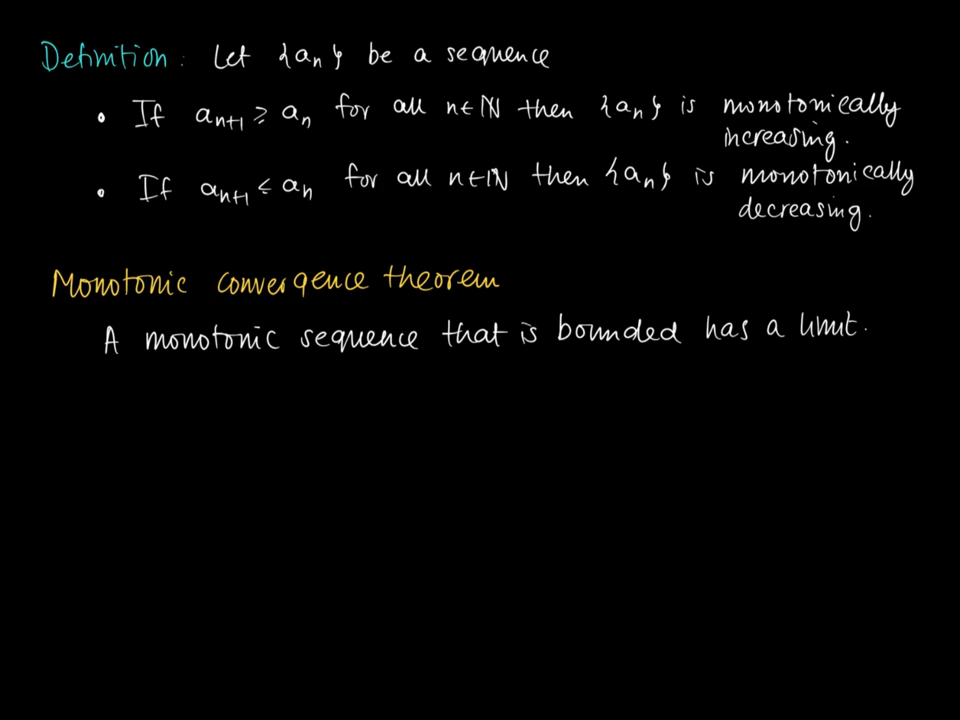 Definition: Let {aₙ} be a sequence
• If aₙ₊₁ ≥ aₙ for all n∈ℕ then {aₙ} is monotonically
increasing.
• If aₙ₊₁ ≤ aₙ for all n∈ℕ then {aₙ} is monotonically
decreasing.
Monotonic convergence theorem
A monotonic sequence that is bounded has a limit.